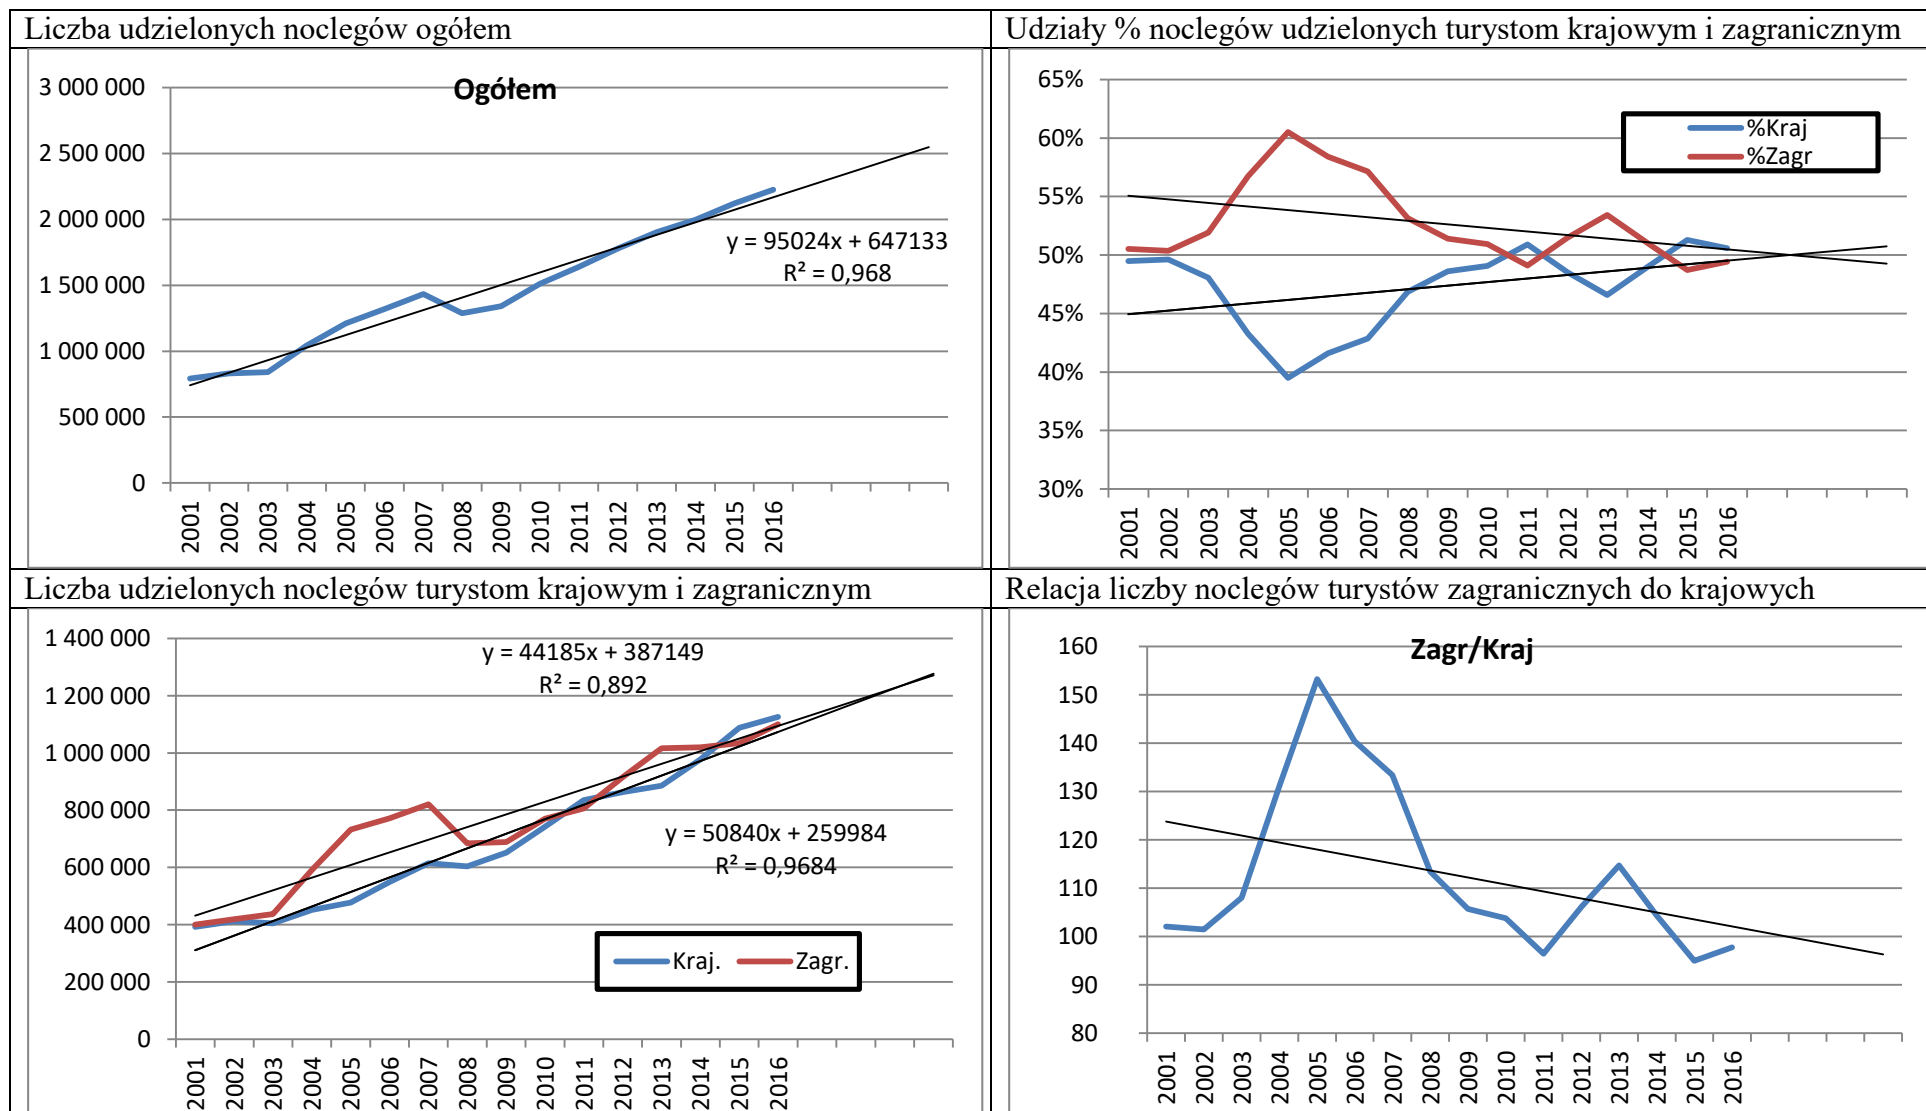 Liczba udzielonych noclegów ogółem
Ogółem
3 000 000
2 500 000
2 000 000
1 500 000
1 000 000
500 000
0
y = 95024x + 647133
R² = 0,968
2001 2002 2003 2004 2005 2006 2007 2008 2009 2010 2011 2012 2013 2014 2015 2016
Udziały % noclegów udzielonych turystom krajowym i zagranicznym
65%
60%
55%
50%
45%
40%
35%
30%
%Kraj
%Zagr
2001 2002 2003 2004 2005 2006 2007 2008 2009 2010 2011 2012 2013 2014 2015 2016
Liczba udzielonych noclegów turystom krajowym i zagranicznym
1 400 000
1 200 000
1 000 000
800 000
600 000
400 000
200 000
0
y = 44185x + 387149
R² = 0,892
y = 50840x + 259984
R² = 0,9684
Kraj. Zagr.
2001 2002 2003 2004 2005 2006 2007 2008 2009 2010 2011 2012 2013 2014 2015 2016
Relacja liczby noclegów turystów zagranicznych do krajowych
Zagr/Kraj
160
150
140
130
120
110
100
90
80
2001 2002 2003 2004 2005 2006 2007 2008 2009 2010 2011 2012 2013 2014 2015 2016